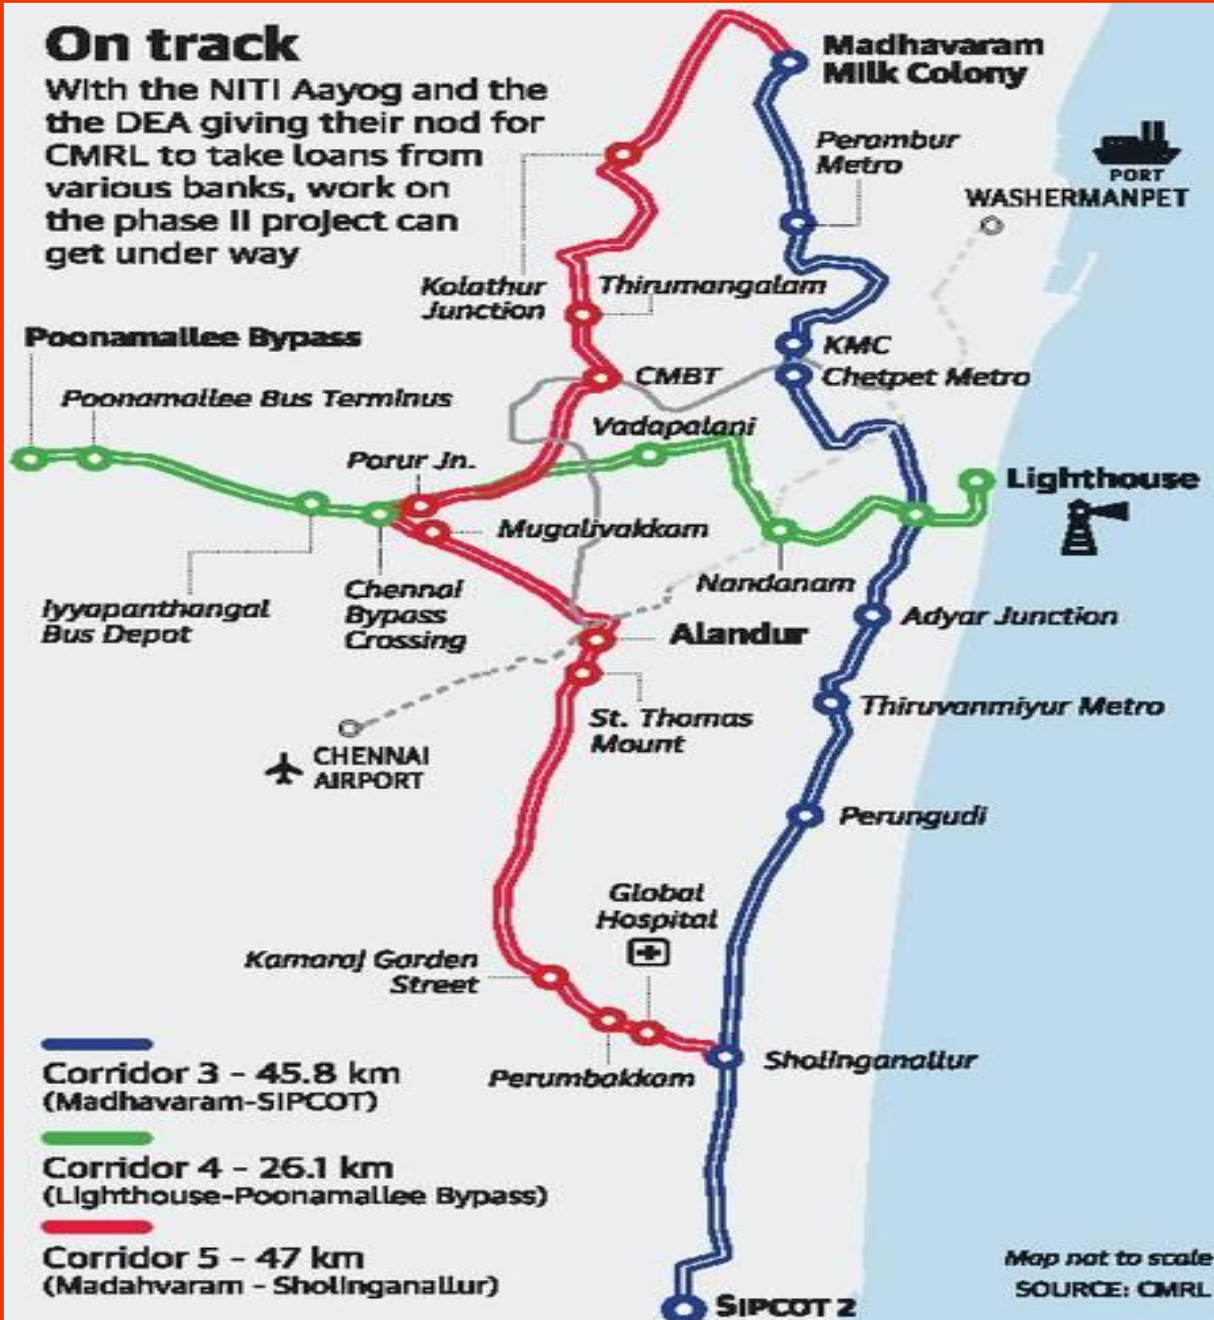 On track
With the NITI Aayog and the
the DEA giving their nod for
CMRL to take loans from
various banks, work on
the phase II project can
get under way
Madhavaram
Milk Colony
Perambur
Metro
PORT
WASHERMANPET
Kolathur
Junction
Thirumangalam
Poonamallee Bypass
KMC
CMBT
Chetpet Metro
Poonamallee Bus Terminus
Vadapalani
Porur Jn.
Lighthouse
Mugalivakkam
Nandanam
Iyyapanthangal
Bus Depot
Chennai
Bypass
Crossing
Alandur
Adyar Junction
St. Thomas
Mount
Thiruvanmiyur Metro
CHENNAI
AIRPORT
Perungudi
Global
Hospital
Kamaraj Garden
Street
Perumbakkam
Sholinganallur
Corridor 3 - 45.8 km
(Madhavaram-SIPCOT)
Corridor 4 - 26.1 km
(Lighthouse-Poonamallee Bypass)
Corridor 5 - 47 km
(Madahvaram - Sholinganallur)
Map not to scale
SOURCE: CMRL
SIPCOT 2